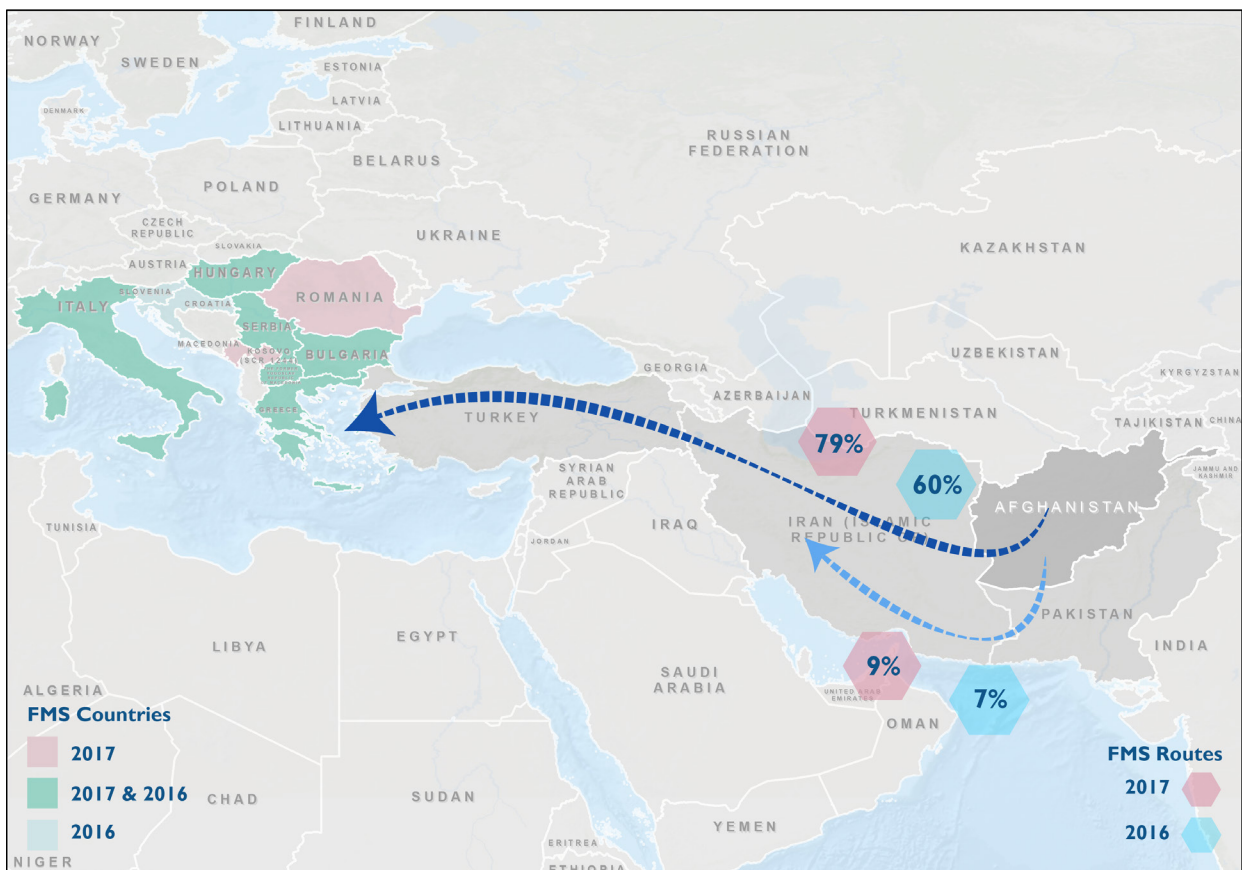 FINLAND
NORWAY
SWEDEN
ESTONIA
LATVIA
DENMARK
LITHUANIA
RUSSIAN
FEDERATION
BELARUS
POLAND
GERMANY
CZECH
REPUBLIC
UKRAINE
SLOVAKIA
KAZAKHSTAN
AUSTRIA
HUNGARY
SLOVENIA
ROMANIA
ITALY
CROATIA
SERBIA
MACEDONIA
KOSOVO
(SCR 1244)
BULGARIA
UZBEKISTAN
GEORGIA
KYRGYZSTAN
AZERBAIJAN
TURKMENISTAN
GREECE
TURKEY
TAJIKISTAN
CHINA
79%
60%
SYRIAN
ARAB
REPUBLIC
JAMMU AND
KASHMIR
AFGHANISTAN
TUNISIA
IRAQ
IRAN (ISLAMIC
REPUBLIC OF)
JORDAN
PAKISTAN
LIBYA
EGYPT
INDIA
SAUDI
ARABIA
9%
UNITED ARAB
EMIRATES
7%
ALGERIA
OMAN
FMS Countries
2017
2017 & 2016
2016
CHAD
SUDAN
YEMEN
ERITREA
NIGER
ETHIOPIA
FMS Routes
2017
2016